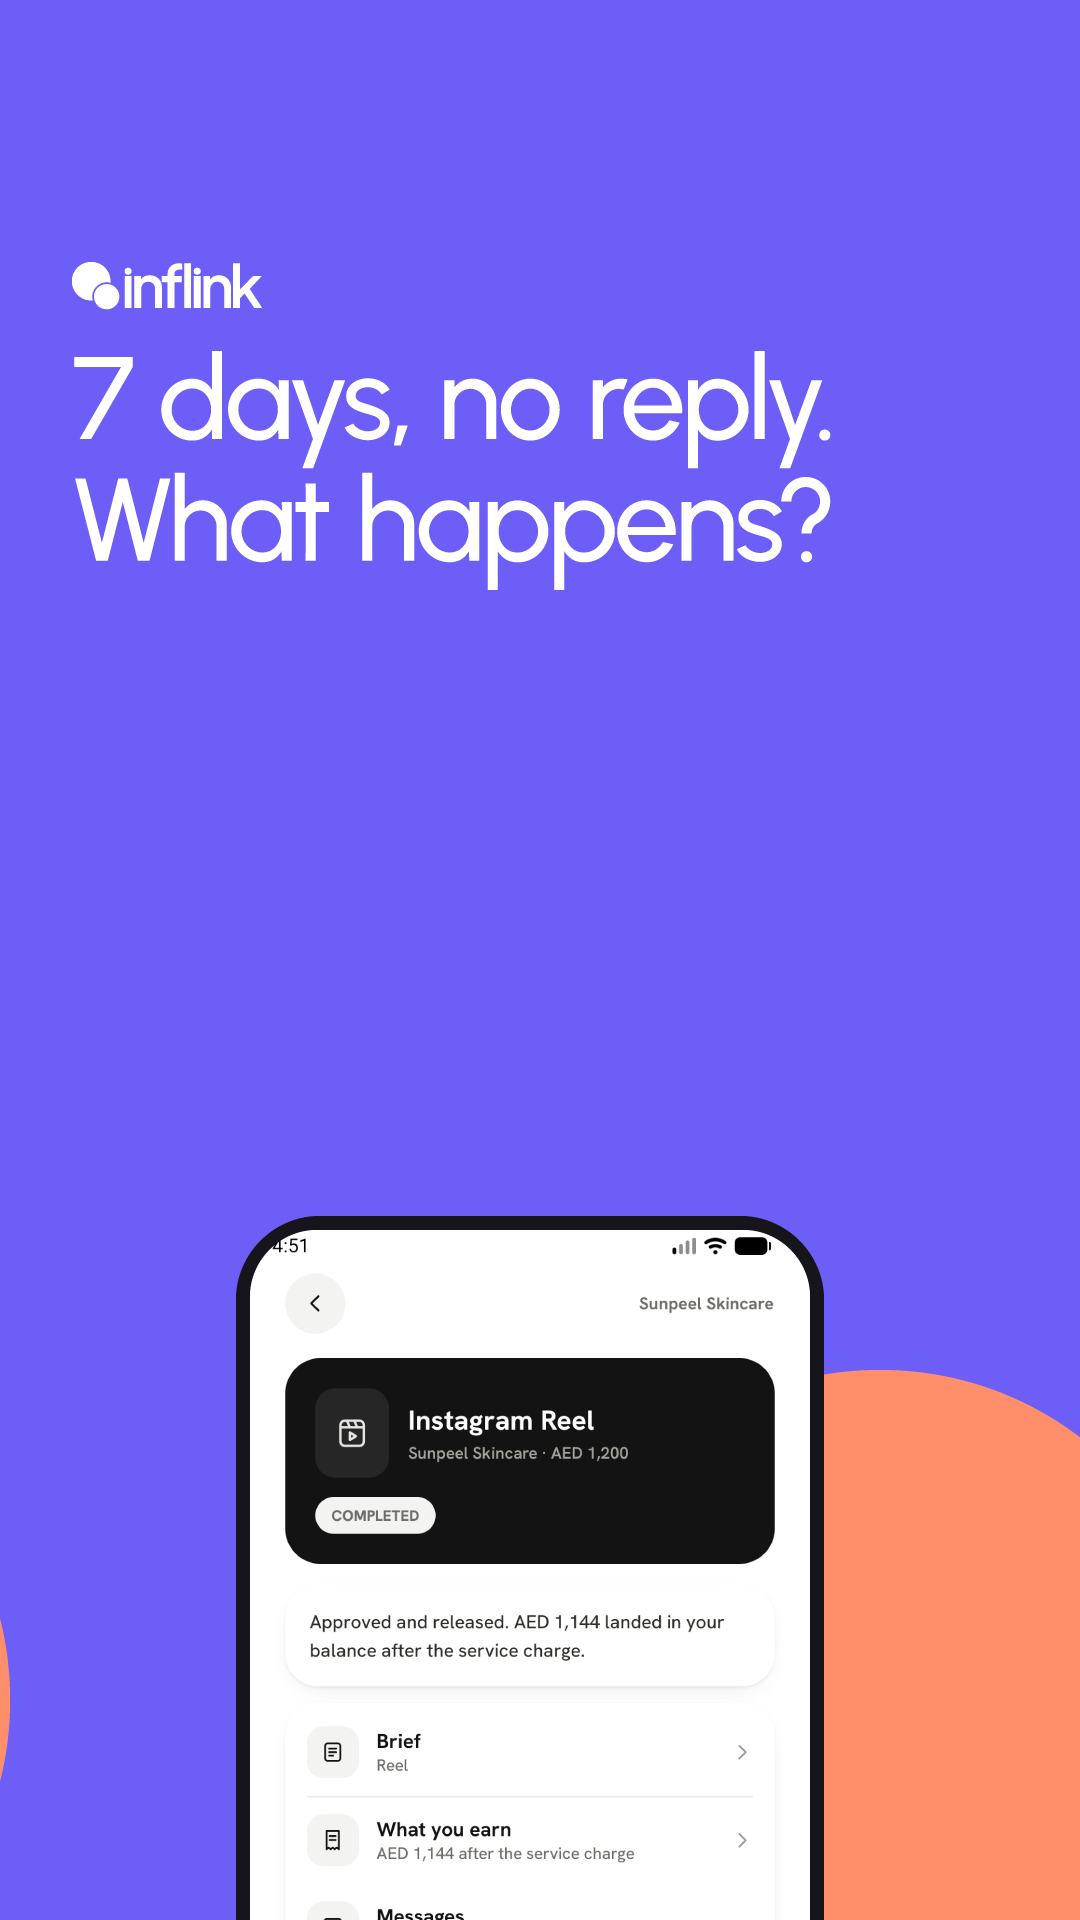 inflink
7 days, no reply.
What happens?
4:51
Sunpeel Skincare
Instagram Reel
Sunpeel Skincare · AED 1,200
COMPLETED
Approved and released. AED 1,144 landed in your
balance after the service charge.
Brief
Reel
What you earn
AED 1,144 after the service charge
Messages